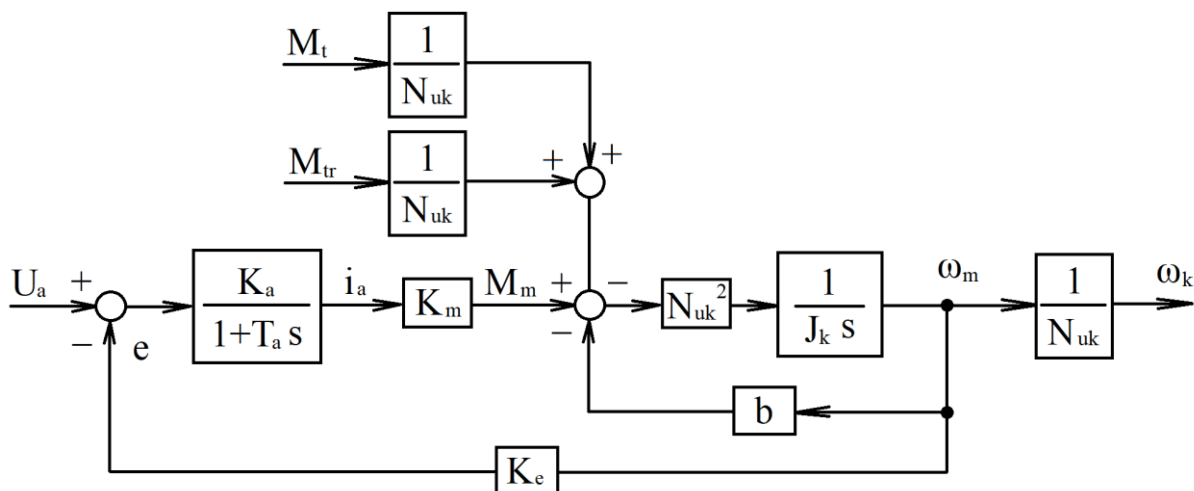 M_t
1
N_uk
+
M_tr
1
N_uk
+
U_a
+
−
e
K_a
1+T_a s
i_a
K_m
M_m
+
−
−
N_uk²
1
J_k s
ω_m
1
N_uk
ω_k
b
K_e